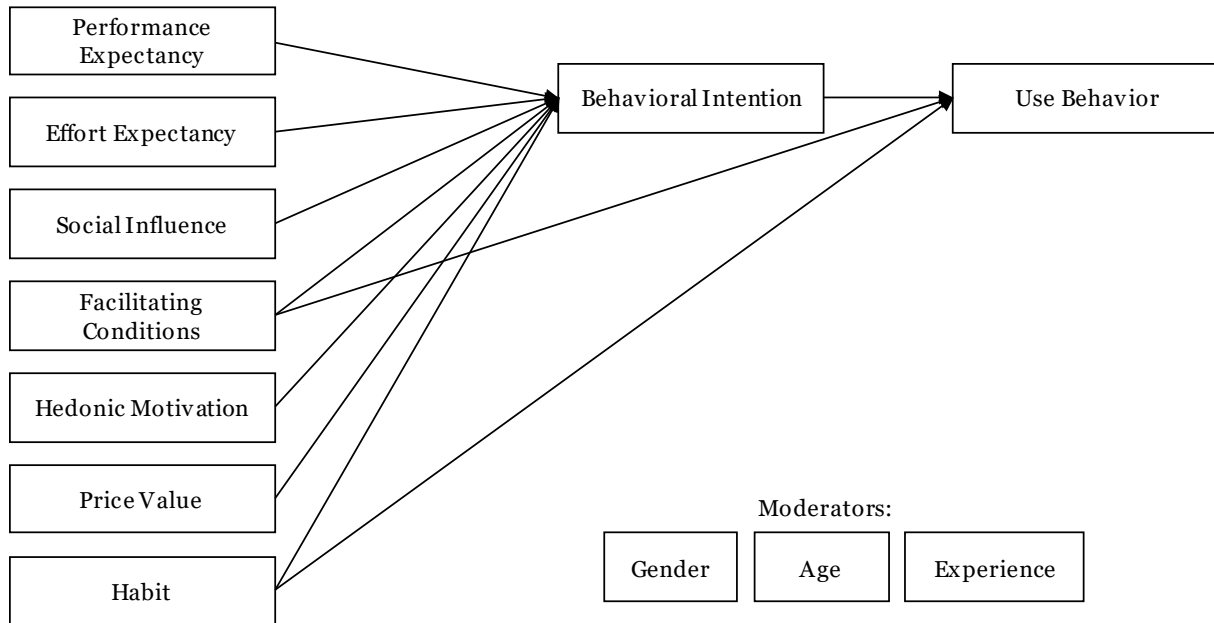 Performance
Expectancy
Effort Expectancy
Social Influence
Facilitating
Conditions
Hedonic Motivation
Price Value
Habit
Behavioral Intention
Use Behavior
Moderators:
Gender
Age
Experience